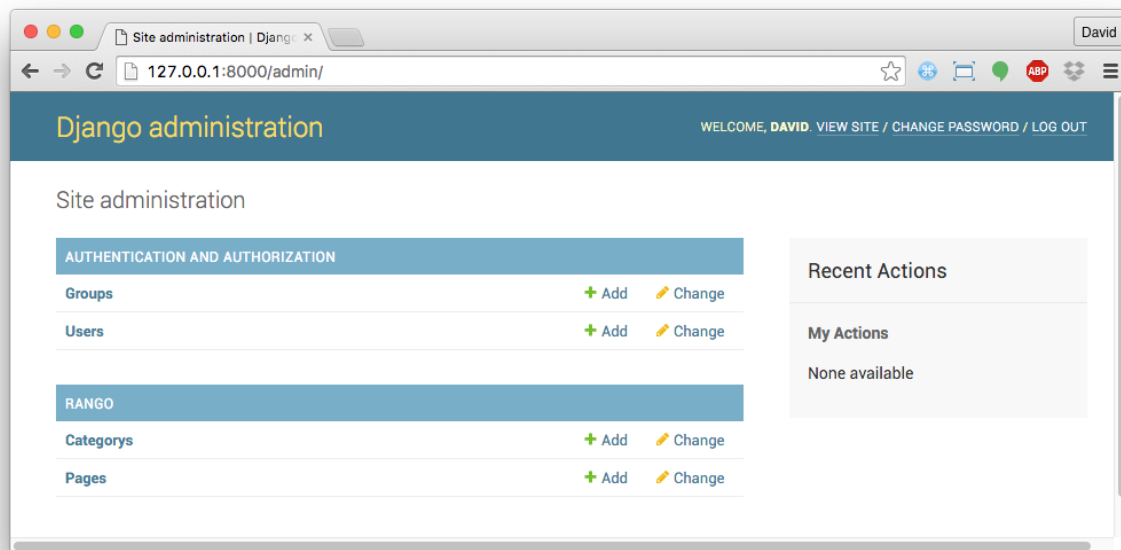 Site administration | Djang
David
127.0.0.1:8000/admin/
ABP
Django administration
WELCOME, DAVID. VIEW SITE / CHANGE PASSWORD / LOG OUT
Site administration
AUTHENTICATION AND AUTHORIZATION
Groups Add Change
Users Add Change
RANGO
Categorys Add Change
Pages Add Change
Recent Actions
My Actions
None available